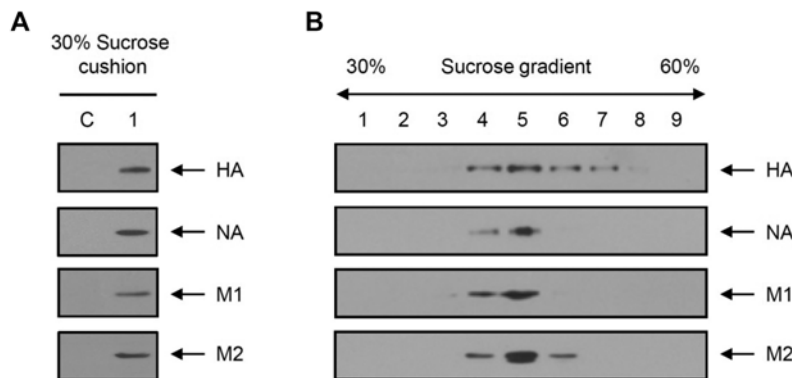 A
30% Sucrose
cushion
C 1
HA
NA
M1
M2
B
30% Sucrose gradient 60%
1 2 3 4 5 6 7 8 9
HA
NA
M1
M2